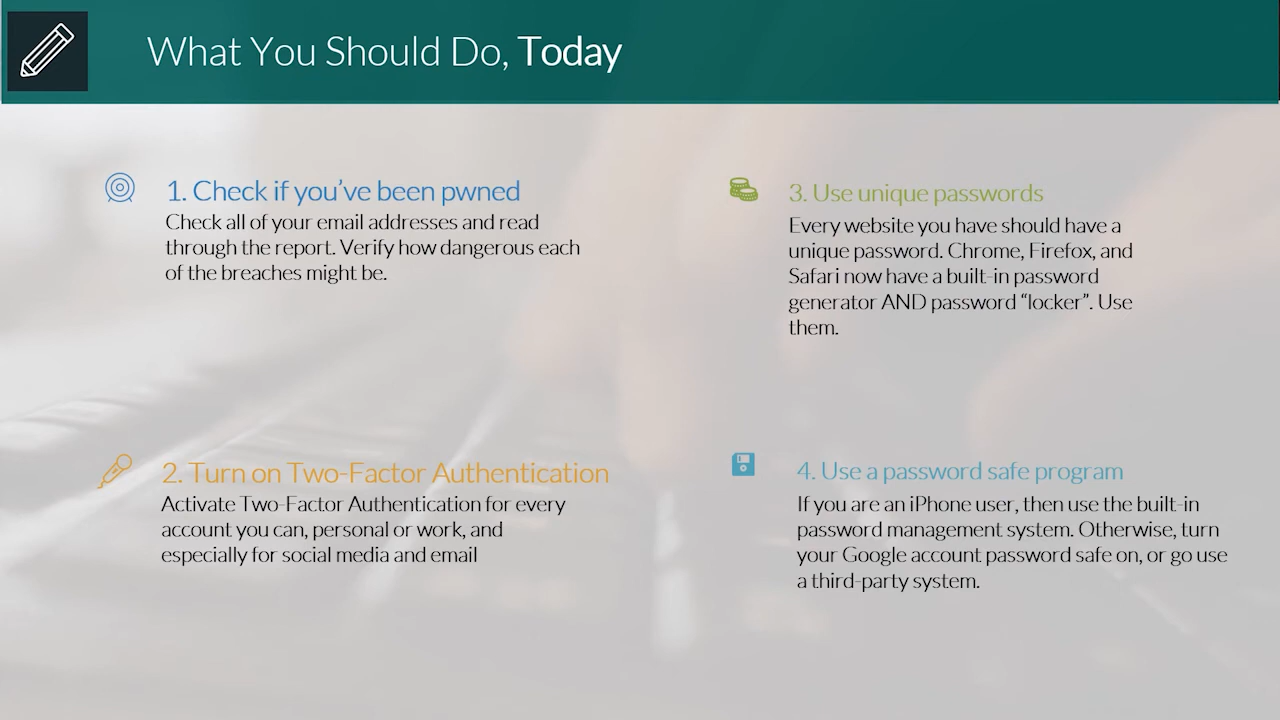 What You Should Do, Today
1. Check if you’ve been pwned
Check all of your email addresses and read
through the report. Verify how dangerous each
of the breaches might be.
2. Turn on Two-Factor Authentication
Activate Two-Factor Authentication for every
account you can, personal or work, and
especially for social media and email
3. Use unique passwords
Every website you have should have a
unique password. Chrome, Firefox, and
Safari now have a built-in password
generator AND password “locker”. Use
them.
4. Use a password safe program
If you are an iPhone user, then use the built-in
password management system. Otherwise, turn
your Google account password safe on, or go use
a third-party system.